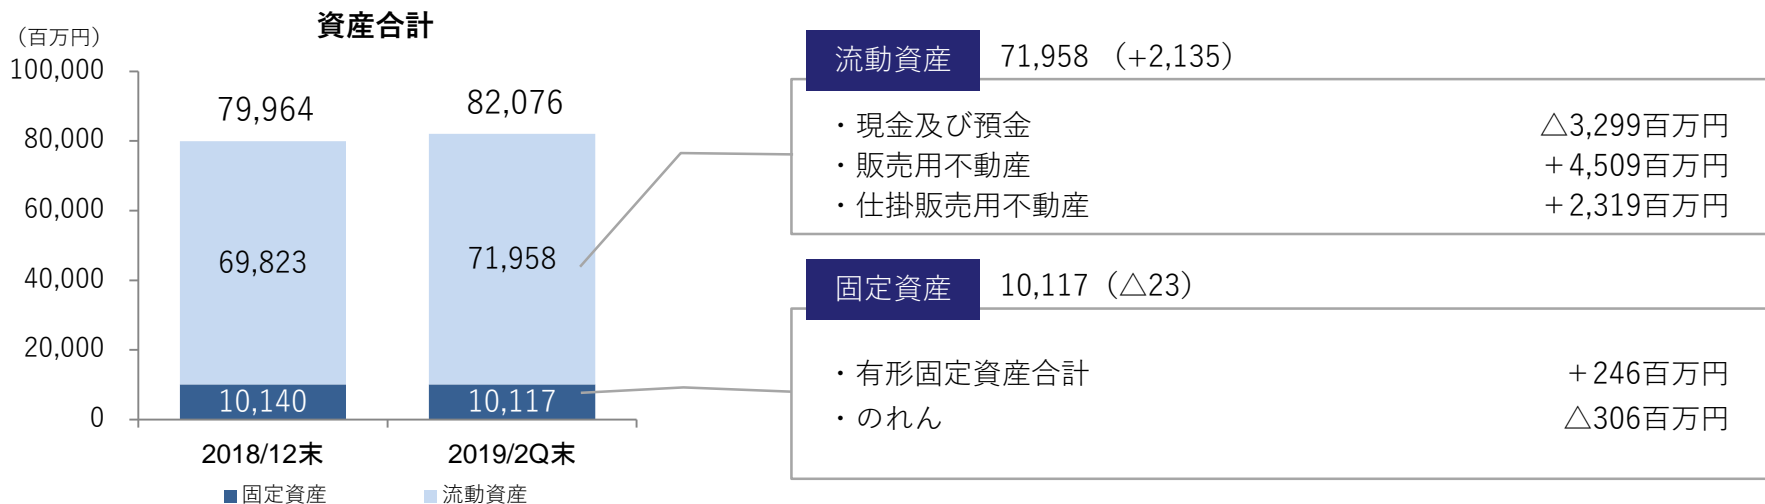 資産合計
（百万円）
100,000
80,000
60,000
40,000
20,000
0
79,964
82,076
69,823
71,958
10,140
10,117
2018/12末
2019/2Q末
固定資産
流動資産
流動資産 71,958 （+2,135）
・現金及び預金 △3,299百万円
・販売用不動産 ＋4,509百万円
・仕掛販売用不動産 ＋2,319百万円
固定資産 10,117（△23）
・有形固定資産合計 ＋246百万円
・のれん △306百万円